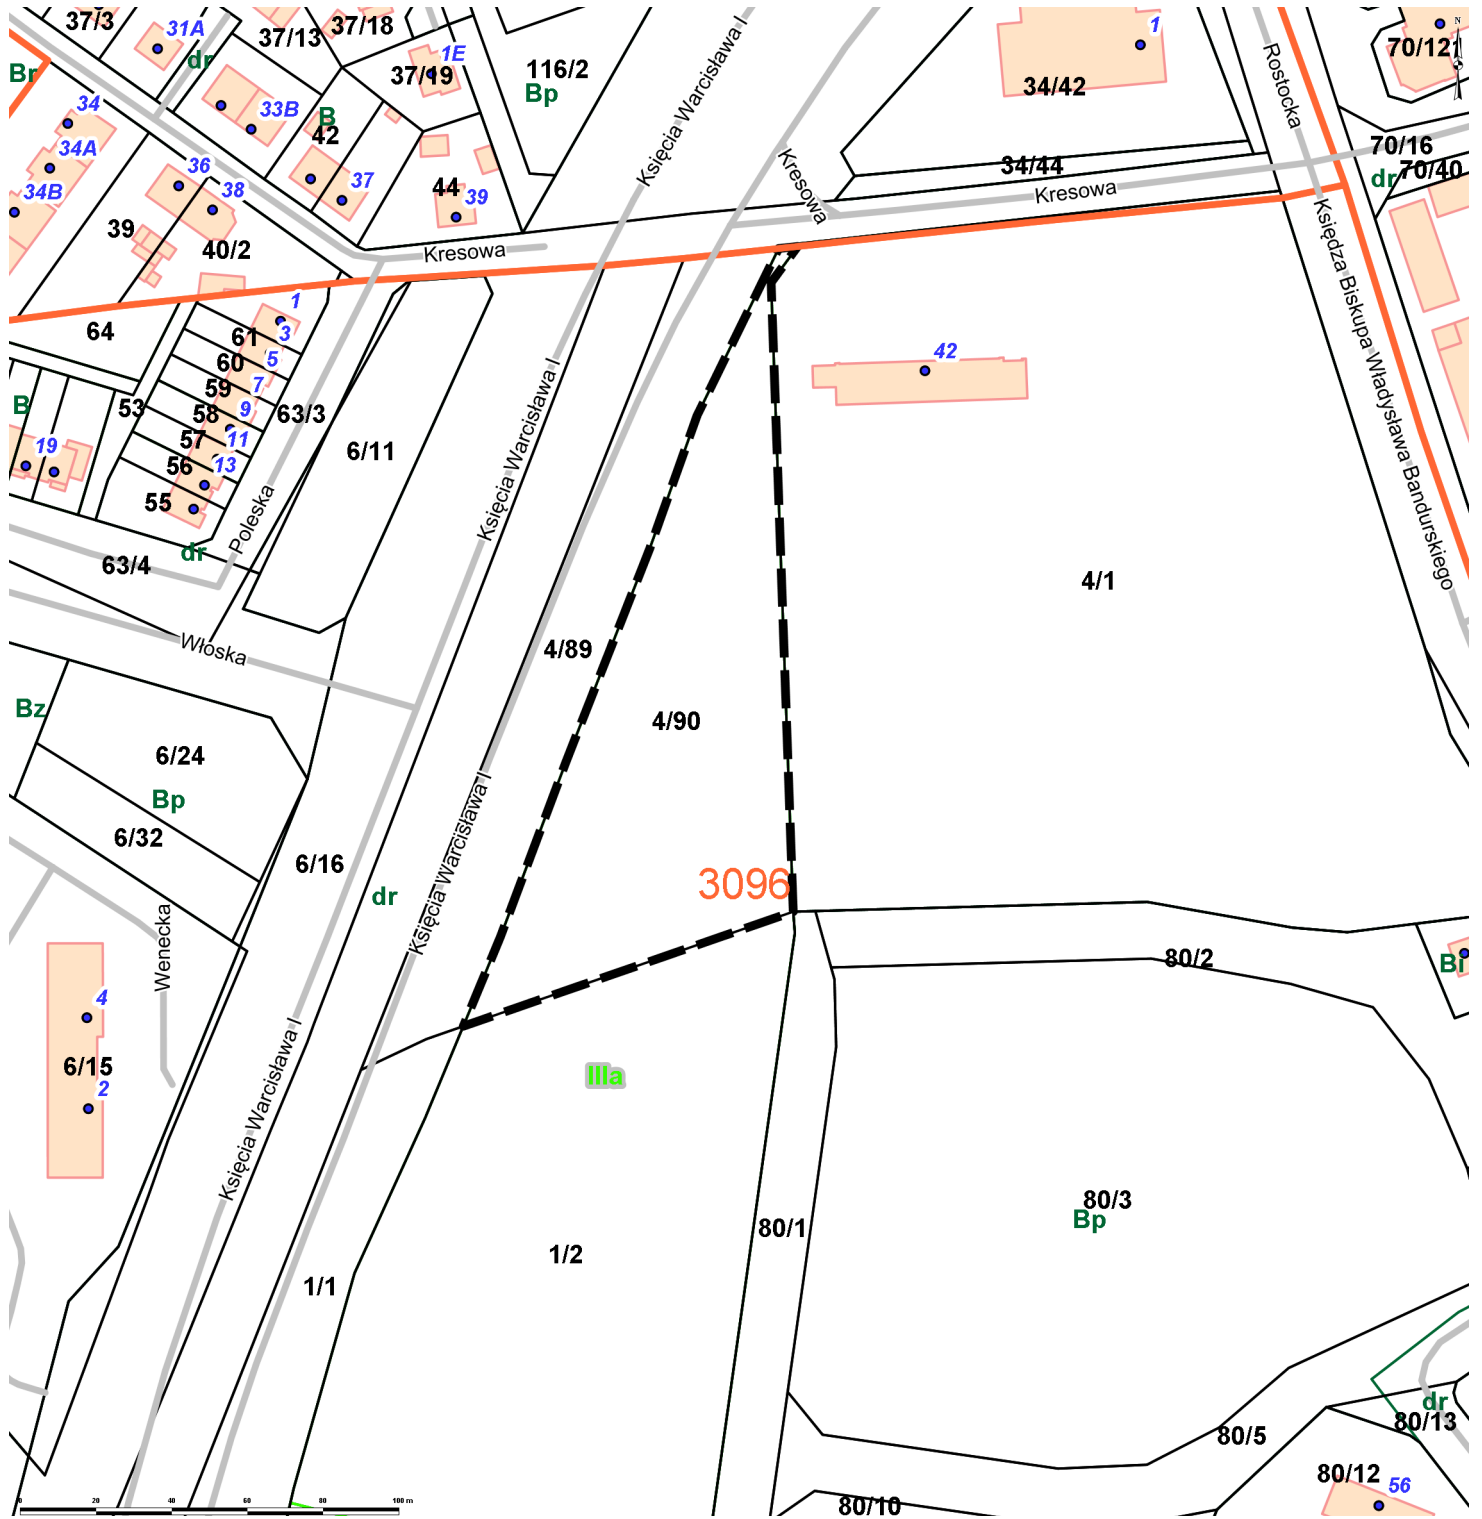 37/3
31A
37/13
37/18
1E
37/19
116/2
Bp
Księcia Warcisława I
34/42
1
Rostocka
70/121
N
Br
dr
34
33B
B
42
34A
36
37
34B
38
44
39
39
40/2
Kresowa
34/44
Kresowa
70/16
dr
70/40
Kresowa
Księdza Biskupa Władysława Bandurskiego
64
1
61
3
60
5
59
7
58
9
57
11
56
13
55
53
63/3
6/11
B
19
42
Poleska
dr
63/4
Księcia Warcisława I
4/1
Włoska
4/89
4/90
Bz
6/24
Bp
6/32
6/16
dr
Księcia Warcisława I
3096
Wenecka
80/2
Bi
4
6/15
2
IIIa
Księcia Warcisława I
80/3
Bp
80/1
1/2
1/1
dr
80/13
80/5
80/12
56
80/10
0 20 40 60 80 100 m